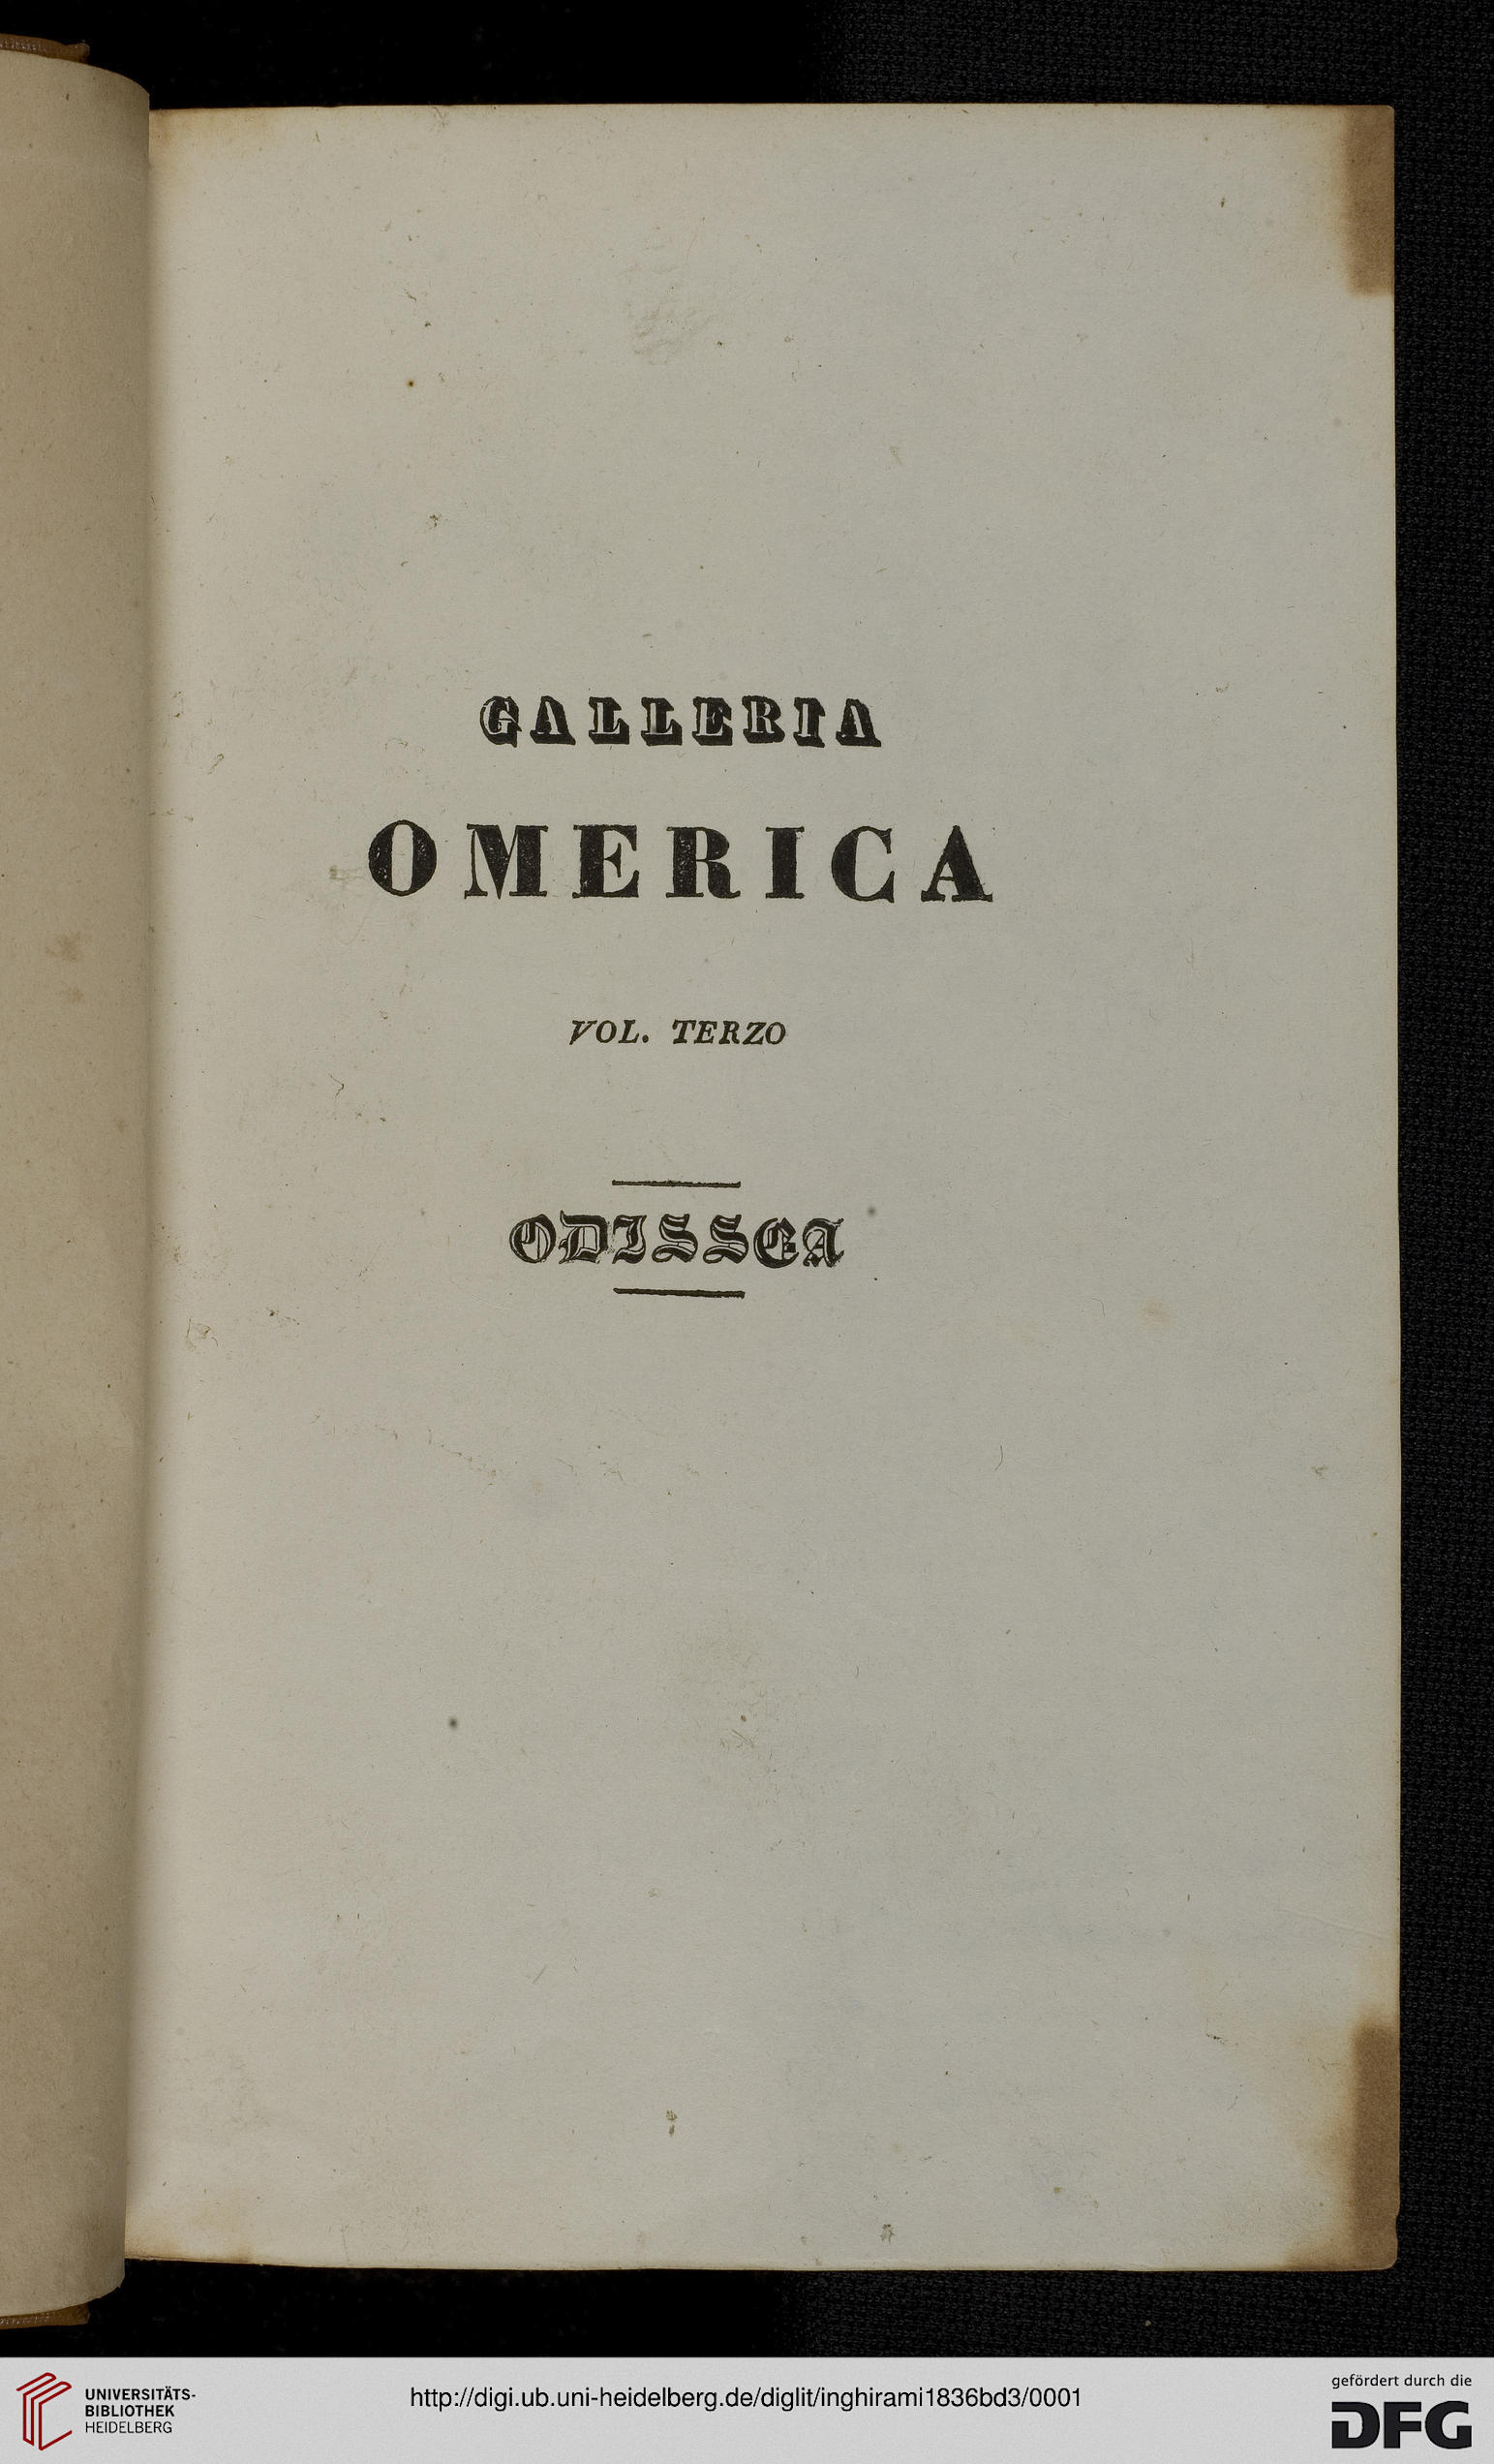 GALLERIA
OMERICA
VOL. TERZO
ODISSEA
UNIVERSITÄTS-
BIBLIOTHEK
HEIDELBERG
http://digi.ub.uni-heidelberg.de/diglit/inghirami1836bd3/0001
gefördert durch die
DFG